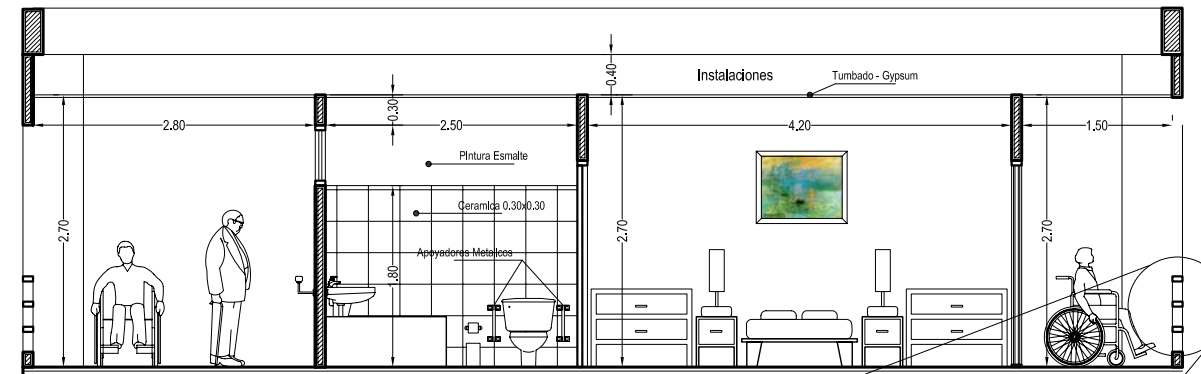 Instalaciones
Tumbado - Gypsum
0.40
0.30
2.80
2.50
4.20
1.50
PIntura Esmalte
Ceramica 0.30x0.30
2.70
1.80
2.70
2.70
Apoyadores Metalicos